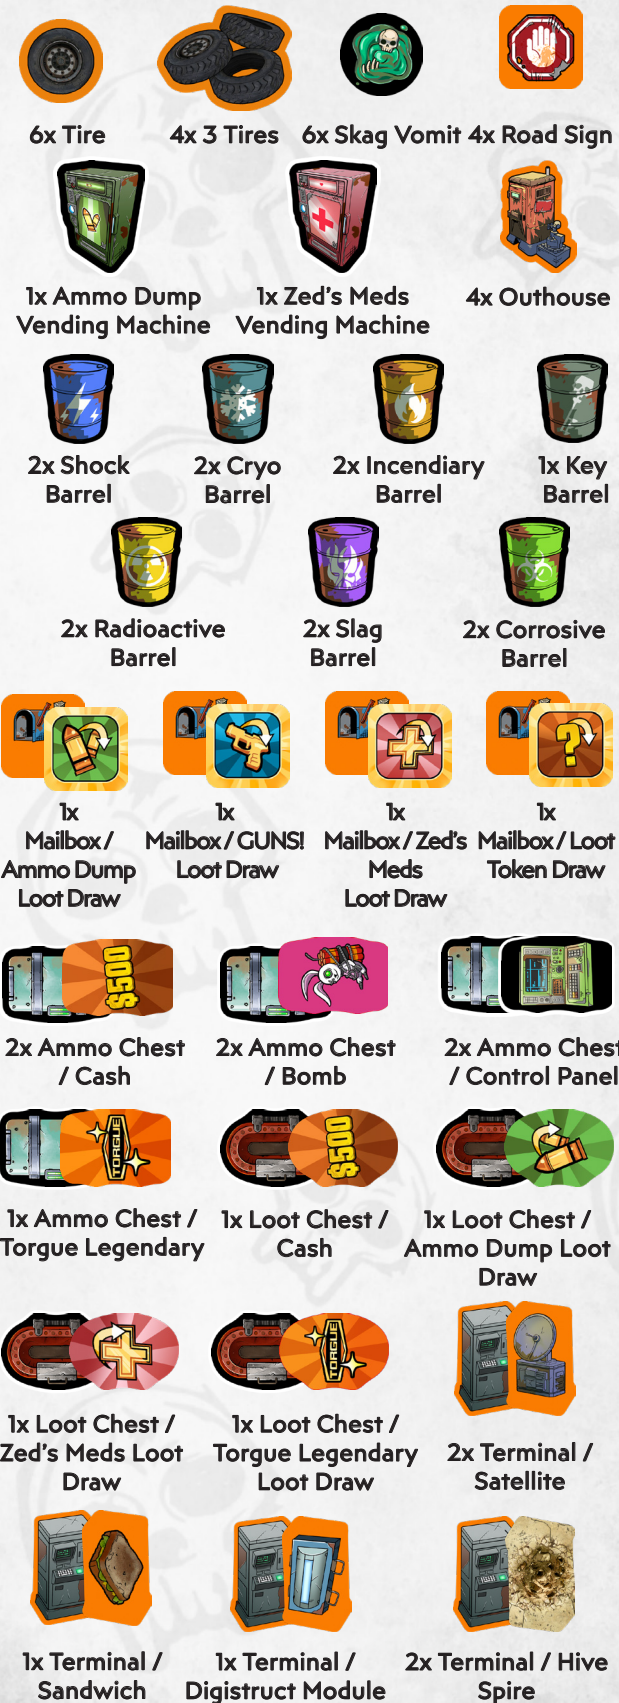 6x Tire
4x 3 Tires
6x Skag Vomit
4x Road Sign
1x Ammo Dump
Vending Machine
1x Zed's Meds
Vending Machine
4x Outhouse
2x Shock
Barrel
2x Cryo
Barrel
2x Incendiary
Barrel
1x Key
Barrel
2x Radioactive
Barrel
2x Slag
Barrel
2x Corrosive
Barrel
?
1x
Mailbox /
Ammo Dump
Loot Draw
1x
Mailbox / GUNS!
Loot Draw
1x
Mailbox / Zed's
Meds
Loot Draw
1x
Mailbox / Loot
Token Draw
$500
2x Ammo Chest
/ Cash
2x Ammo Chest
/ Bomb
2x Ammo Chest
/ Control Panel
TORGUE
1x Ammo Chest /
Torgue Legendary
$500
1x Loot Chest /
Cash
1x Loot Chest /
Ammo Dump Loot
Draw
1x Loot Chest /
Zed's Meds Loot
Draw
TORGUE
1x Loot Chest /
Torgue Legendary
Loot Draw
2x Terminal /
Satellite
1x Terminal /
Sandwich
1x Terminal /
Digistruct Module
2x Terminal / Hive
Spire